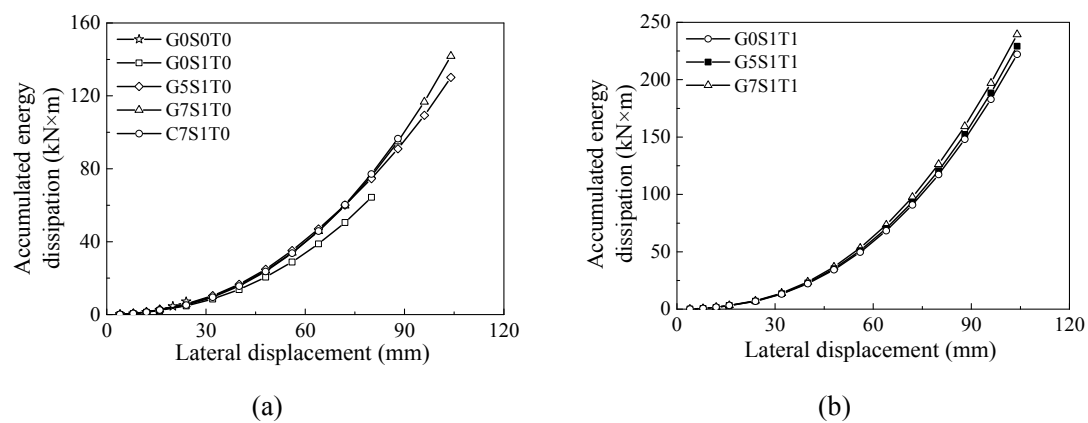 160
120
80
40
0
Accumulated energy
dissipation (kN×m)
G0S0T0
G0S1T0
G5S1T0
G7S1T0
C7S1T0
0 30 60 90 120
Lateral displacement (mm)
(a)
250
200
150
100
50
0
Accumulated energy
dissipation (kN×m)
G0S1T1
G5S1T1
G7S1T1
0 30 60 90 120
Lateral displacement (mm)
(b)